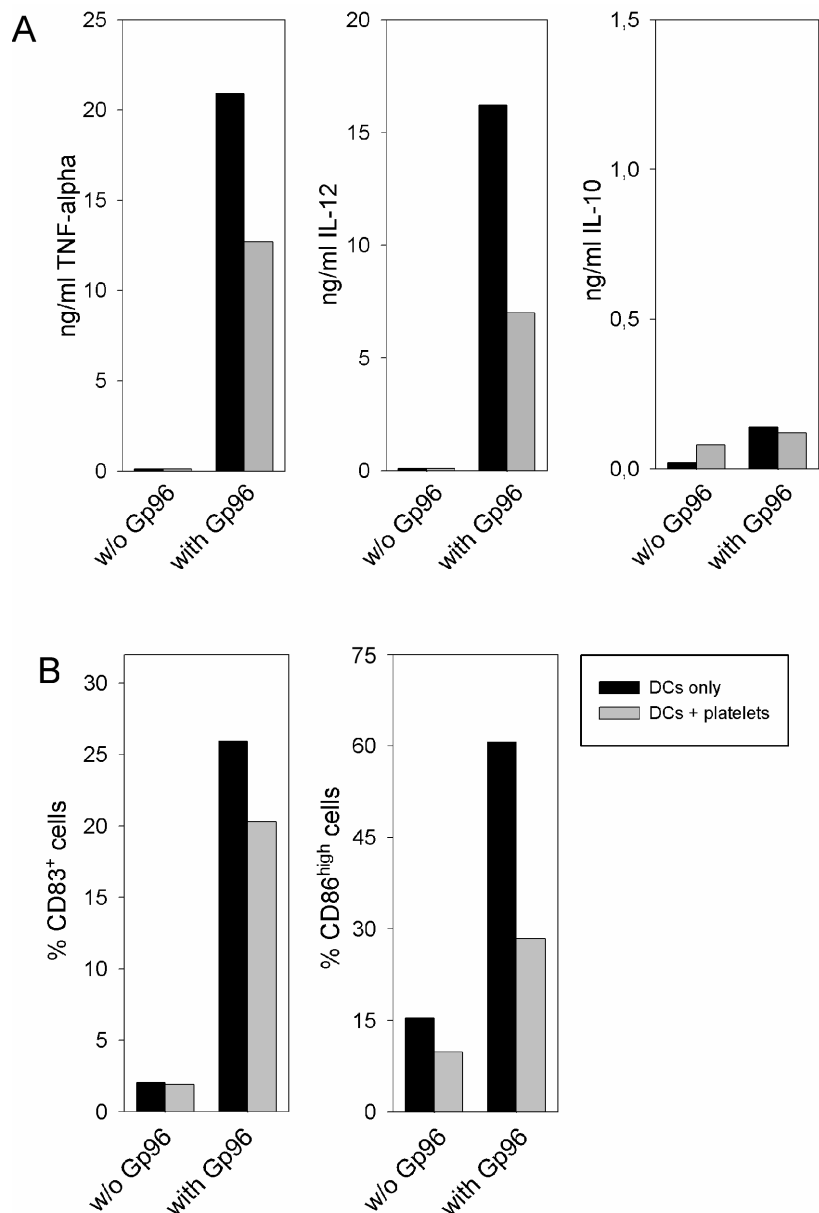 A
ng/ml TNF-alpha
25
20
15
10
5
0
w/o Gp96
with Gp96
ng/ml IL-12
20
15
10
5
0
w/o Gp96
with Gp96
ng/ml IL-10
1,5
1,0
0,5
0,0
w/o Gp96
with Gp96
B
% CD83⁺ cells
30
25
20
15
10
5
0
w/o Gp96
with Gp96
% CD86ʰⁱᵍʰ cells
75
60
45
30
15
0
w/o Gp96
with Gp96
DCs only
DCs + platelets